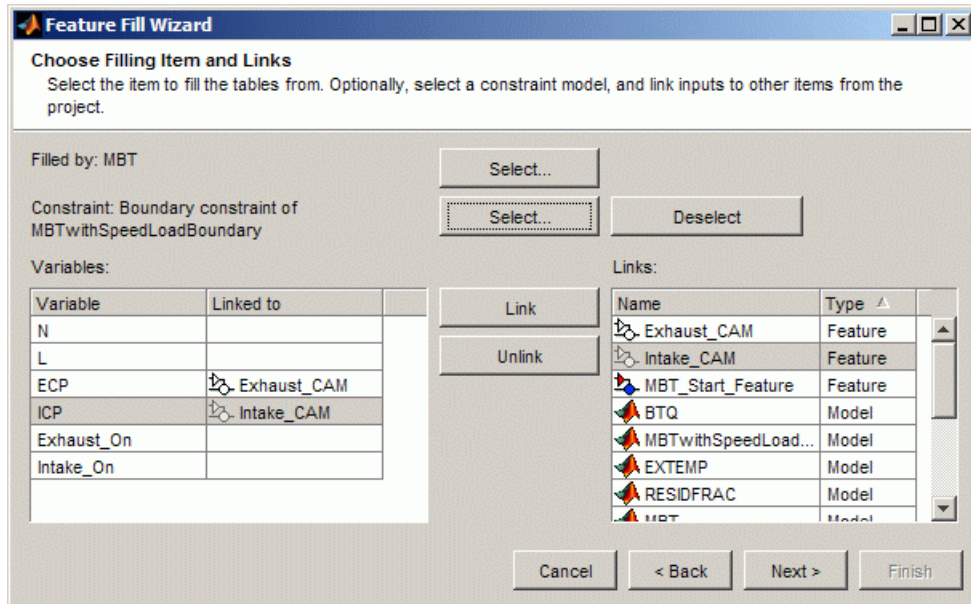 Feature Fill Wizard
Choose Filling Item and Links
Select the item to fill the tables from. Optionally, select a constraint model, and link inputs to other items from the
project.
Filled by: MBT
Select...
Constraint: Boundary constraint of
MBTwithSpeedLoadBoundary
Select...
Deselect
Variables:
Links:
Variable Linked to
N
L
ECP Exhaust_CAM
ICP Intake_CAM
Exhaust_On
Intake_On
Link
Unlink
Name Type
Exhaust_CAM Feature
Intake_CAM Feature
MBT_Start_Feature Feature
BTQ Model
MBTwithSpeedLoad... Model
EXTEMP Model
RESIDFRAC Model
MBT Model
Cancel
< Back
Next >
Finish